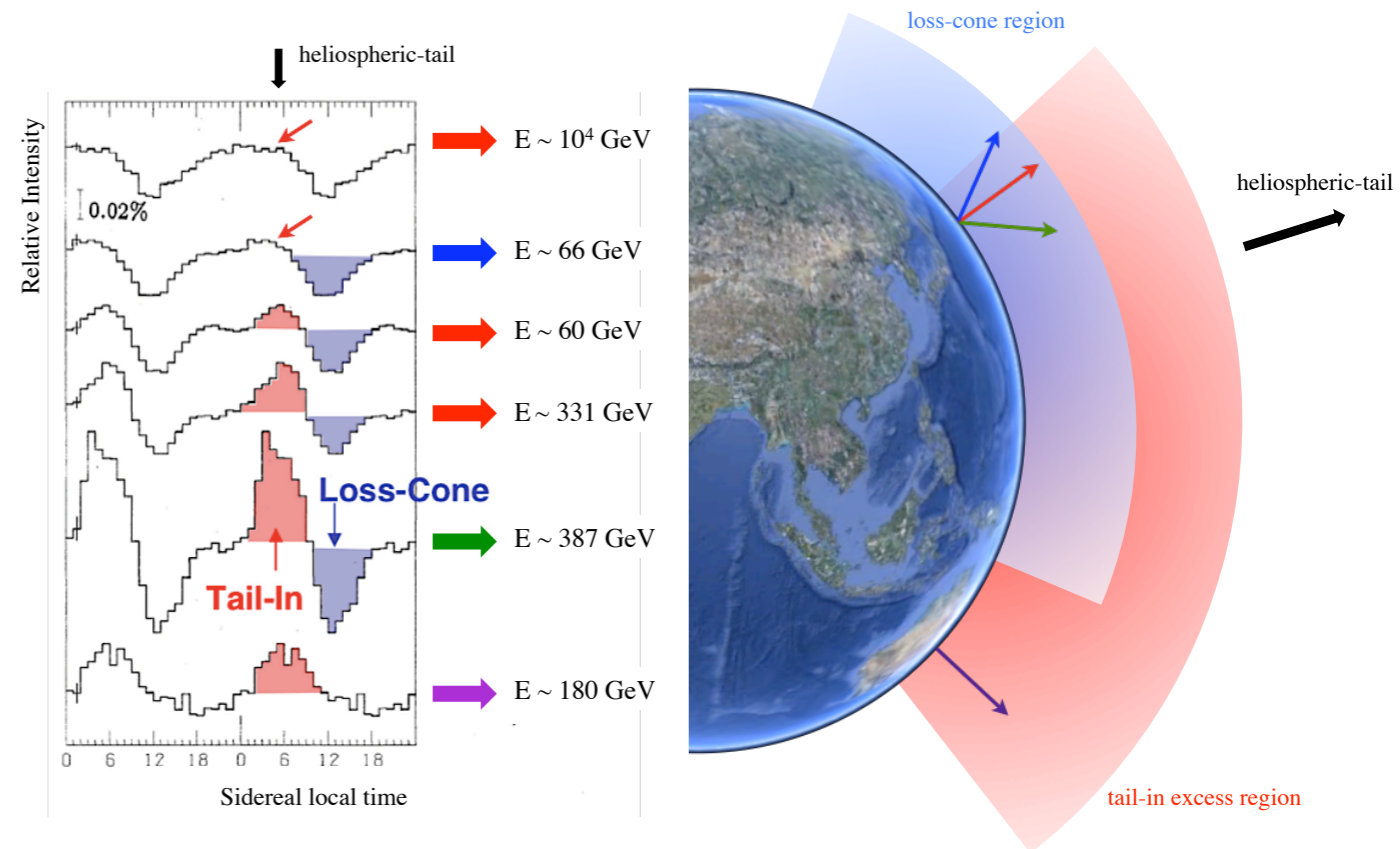 loss-cone region
heliospheric-tail
Relative Intensity
E ~ 10⁴ GeV
heliospheric-tail
0.02%
E ~ 66 GeV
E ~ 60 GeV
E ~ 331 GeV
Loss-Cone
E ~ 387 GeV
Tail-In
E ~ 180 GeV
0 6 12 18 0 6 12 18
Sidereal local time
tail-in excess region